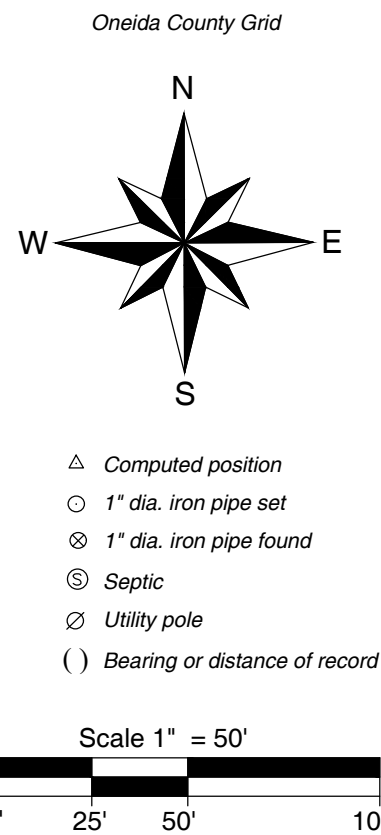 Oneida County Grid
N
W E
S
Computed position
1" dia. iron pipe set
1" dia. iron pipe found
Ⓢ Septic
Utility pole
( ) Bearing or distance of record
Scale 1" = 50'
' 25' 50' 10